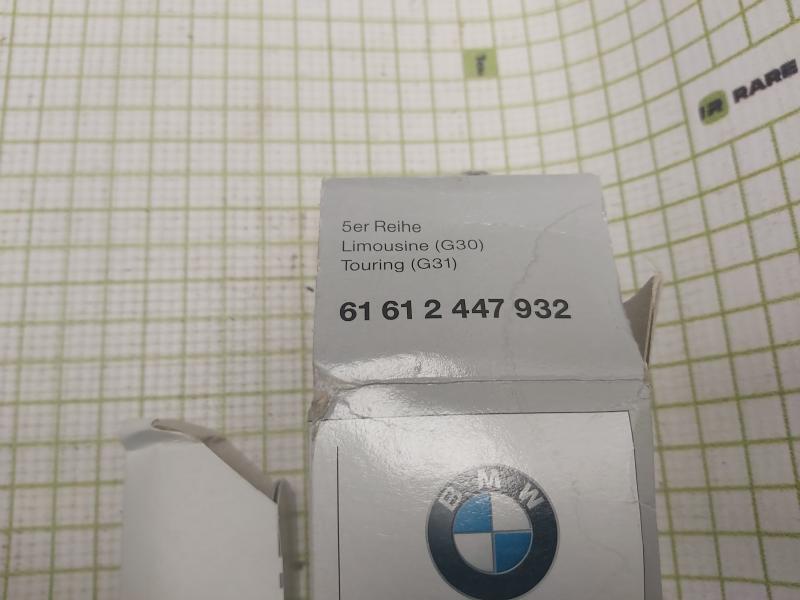 RARE
5er Reihe
Limousine (G30)
Touring (G31)
61 61 2 447 932
BMW